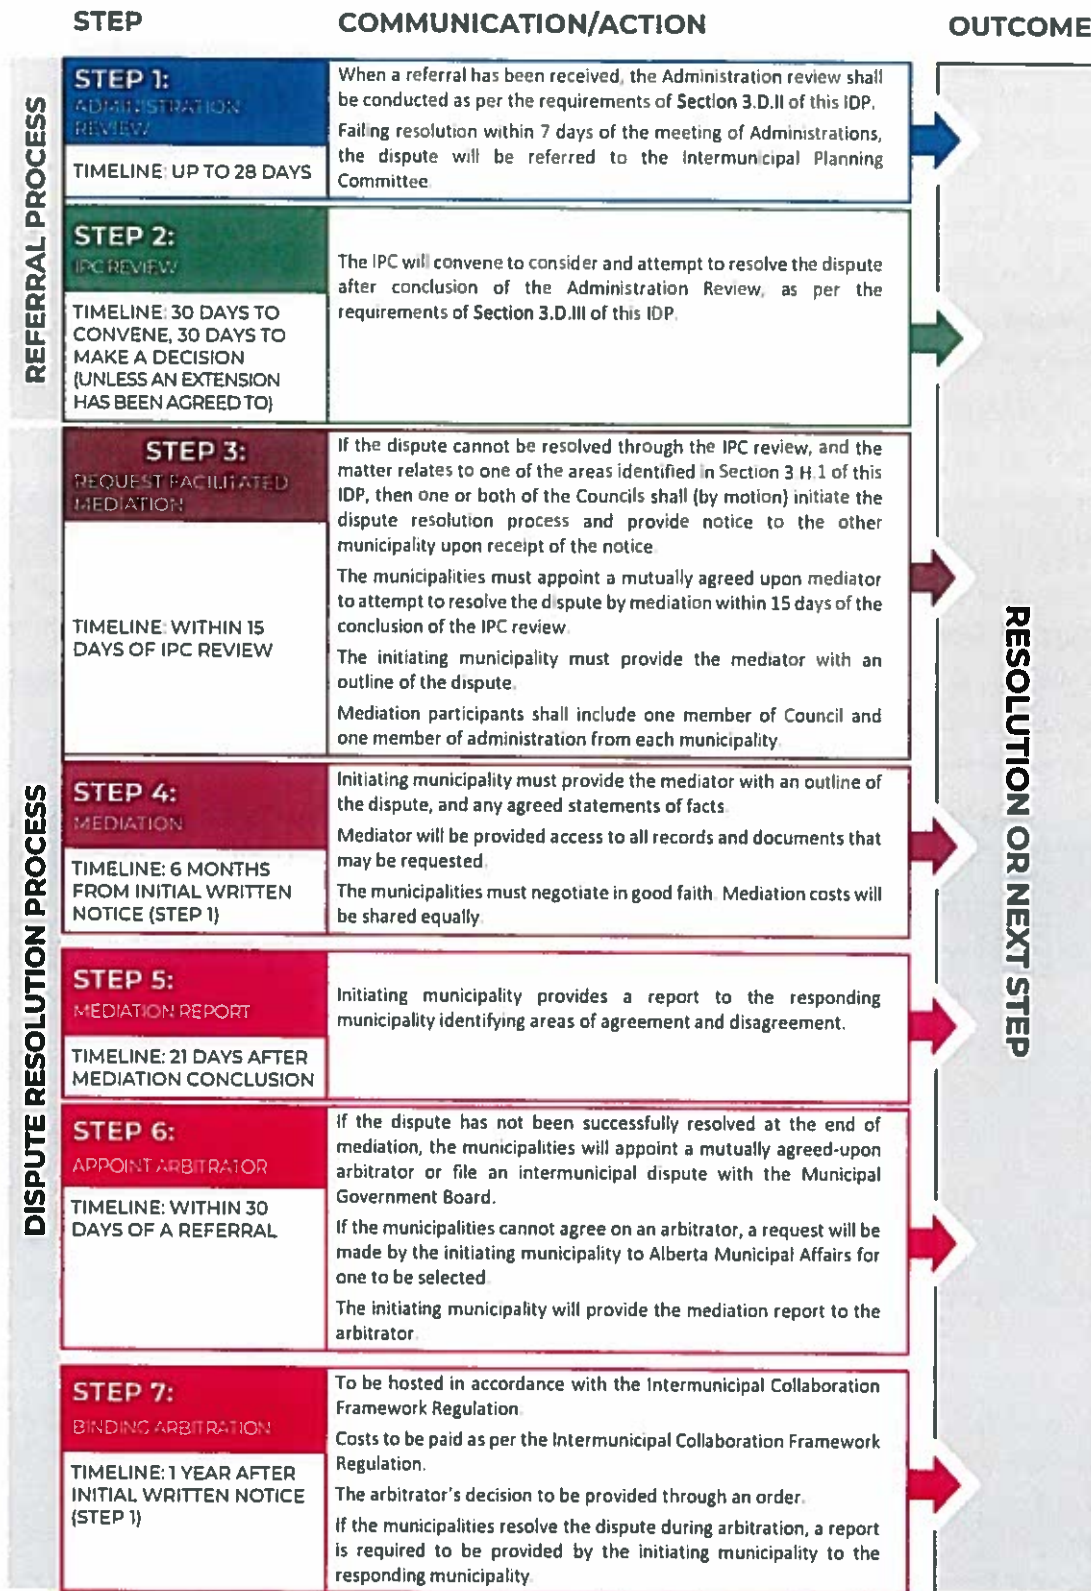 STEP
COMMUNICATION/ACTION
OUTCOME
REFERRAL PROCESS
STEP 1:
ADMINISTRATION
REVIEW
TIMELINE: UP TO 28 DAYS
When a referral has been received, the Administration review shall
be conducted as per the requirements of Section 3.D.II of this IDP.
Failing resolution within 7 days of the meeting of Administrations,
the dispute will be referred to the Intermunicipal Planning
Committee.
STEP 2:
IPC REVIEW
TIMELINE: 30 DAYS TO
CONVENE, 30 DAYS TO
MAKE A DECISION
(UNLESS AN EXTENSION
HAS BEEN AGREED TO)
The IPC will convene to consider and attempt to resolve the dispute
after conclusion of the Administration Review, as per the
requirements of Section 3.D.III of this IDP.
DISPUTE RESOLUTION PROCESS
STEP 3:
REQUEST FACILITATED
MEDIATION
TIMELINE: WITHIN 15
DAYS OF IPC REVIEW
If the dispute cannot be resolved through the IPC review, and the
matter relates to one of the areas identified in Section 3.H.1 of this
IDP, then one or both of the Councils shall (by motion) initiate the
dispute resolution process and provide notice to the other
municipality upon receipt of the notice.
The municipalities must appoint a mutually agreed upon mediator
to attempt to resolve the dispute by mediation within 15 days of the
conclusion of the IPC review.
The initiating municipality must provide the mediator with an
outline of the dispute.
Mediation participants shall include one member of Council and
one member of administration from each municipality.
STEP 4:
MEDIATION
TIMELINE: 6 MONTHS
FROM INITIAL WRITTEN
NOTICE (STEP 1)
Initiating municipality must provide the mediator with an outline of
the dispute, and any agreed statements of facts.
Mediator will be provided access to all records and documents that
may be requested.
The municipalities must negotiate in good faith. Mediation costs will
be shared equally.
STEP 5:
MEDIATION REPORT
TIMELINE: 21 DAYS AFTER
MEDIATION CONCLUSION
Initiating municipality provides a report to the responding
municipality identifying areas of agreement and disagreement.
STEP 6:
APPOINT ARBITRATOR
TIMELINE: WITHIN 30
DAYS OF A REFERRAL
If the dispute has not been successfully resolved at the end of
mediation, the municipalities will appoint a mutually agreed-upon
arbitrator or file an intermunicipal dispute with the Municipal
Government Board.
If the municipalities cannot agree on an arbitrator, a request will be
made by the initiating municipality to Alberta Municipal Affairs for
one to be selected.
The initiating municipality will provide the mediation report to the
arbitrator.
STEP 7:
BINDING ARBITRATION
TIMELINE: 1 YEAR AFTER
INITIAL WRITTEN NOTICE
(STEP 1)
To be hosted in accordance with the Intermunicipal Collaboration
Framework Regulation.
Costs to be paid as per the Intermunicipal Collaboration Framework
Regulation.
The arbitrator's decision to be provided through an order.
If the municipalities resolve the dispute during arbitration, a report
is required to be provided by the initiating municipality to the
responding municipality.
RESOLUTION OR NEXT STEP